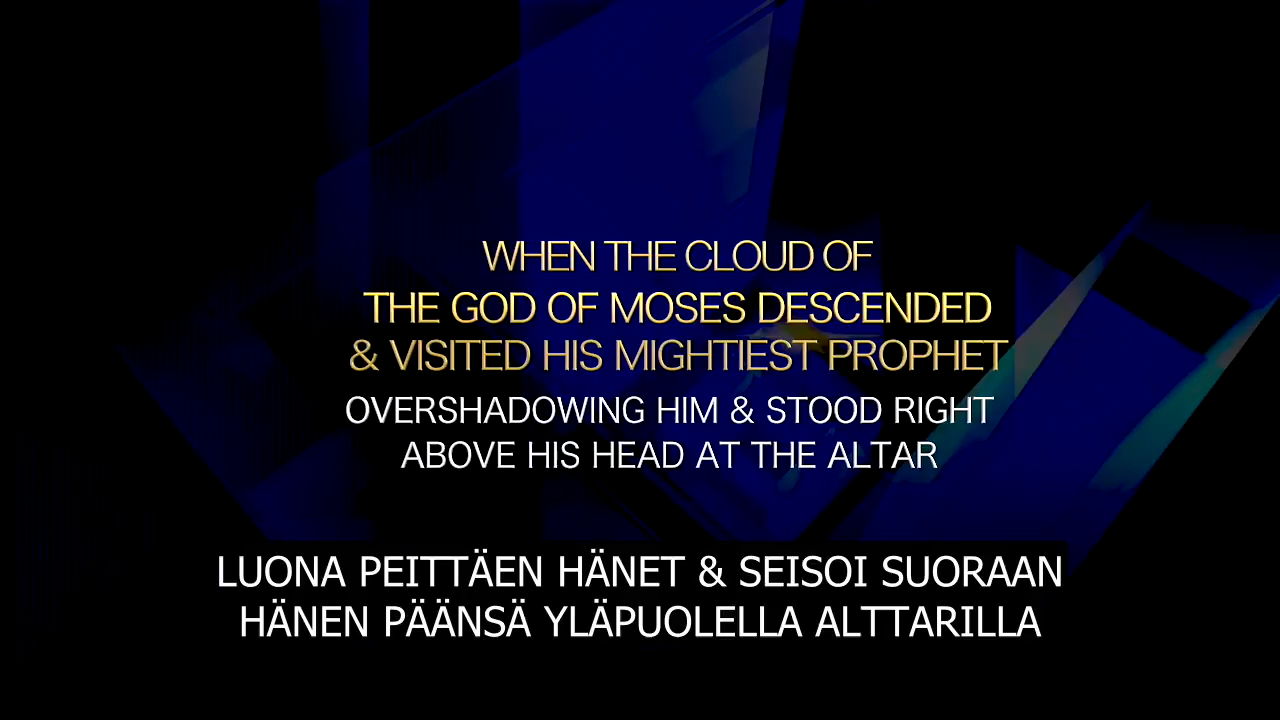 WHEN THE CLOUD OF
THE GOD OF MOSES DESCENDED
& VISITED HIS MIGHTIEST PROPHET
OVERSHADOWING HIM & STOOD RIGHT
ABOVE HIS HEAD AT THE ALTAR
LUONA PEITTÄEN HÄNET & SEISOI SUORAAN
HÄNEN PÄÄNSÄ YLÄPUOLELLA ALTTARILLA